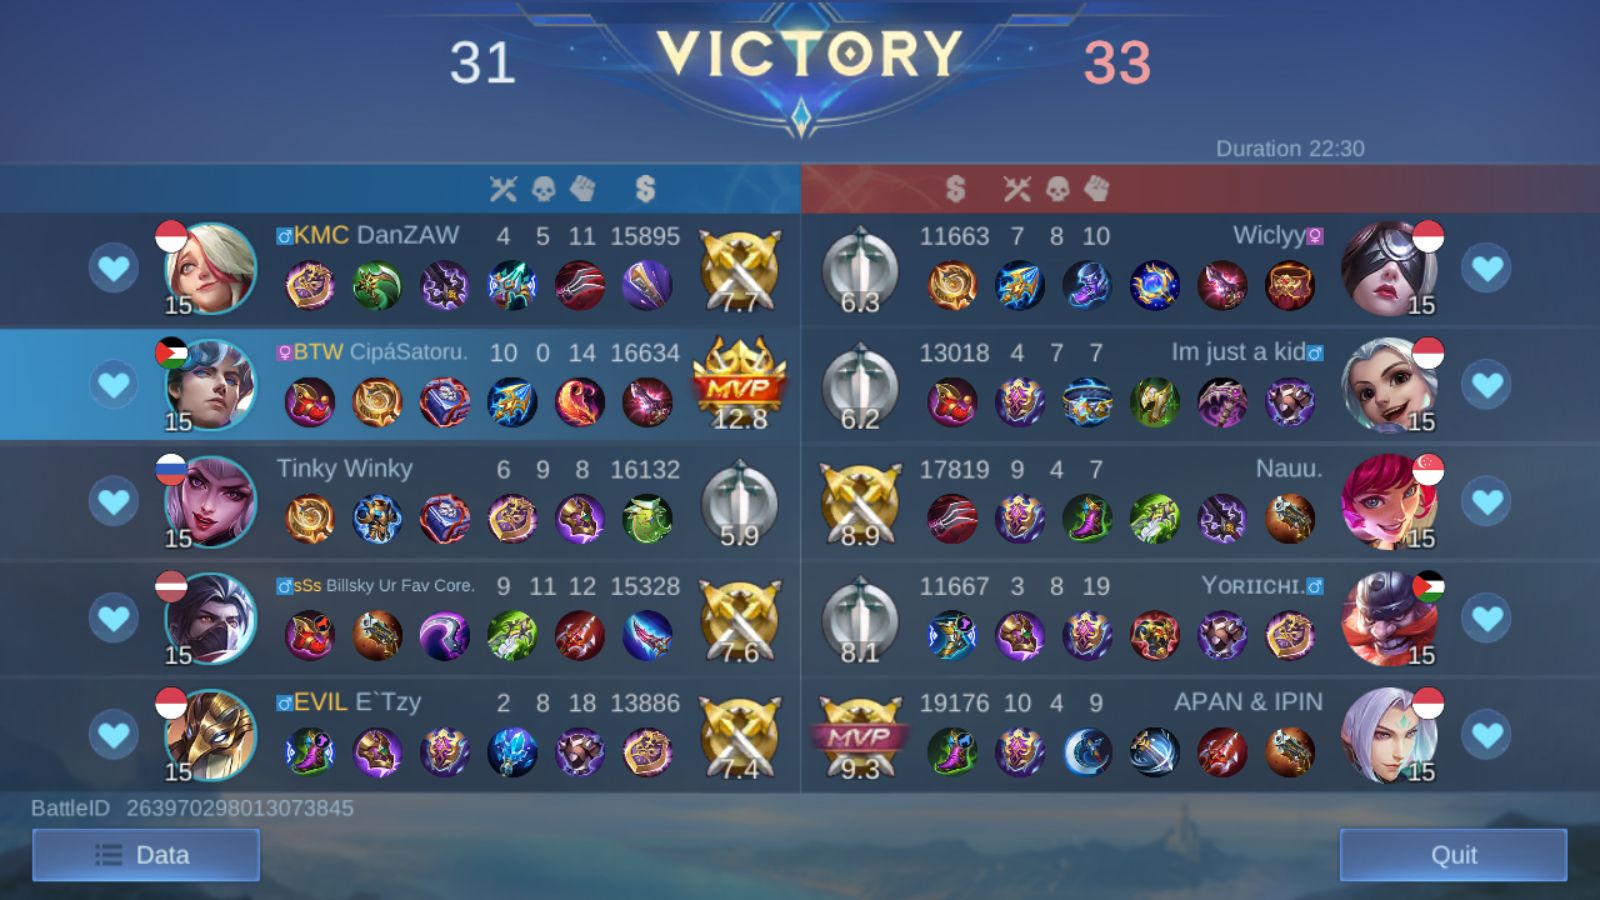 31 VICTORY 33
Duration 22:30
KMC DanZAW 4 5 11 15895
15 7.7
11663 7 8 10 Wiclyy
6.3 15
BTW CipáSatoru. 10 0 14 16634
MVP
15 12.8
13018 4 7 7 Im just a kid
6.2 15
Tinky Winky 6 9 8 16132
15 5.9
17819 9 4 7 Nauu.
8.9 15
sSs Billsky Ur Fav Core. 9 11 12 15328
15 7.6
11667 3 8 19 Yᴏʀɪɪᴄʜɪ.
8.1 15
EVIL E`Tzy 2 8 18 13886
15 7.4
19176 10 4 9 APAN & IPIN
MVP
9.3 15
BattleID 263970298013073845
Data
Quit